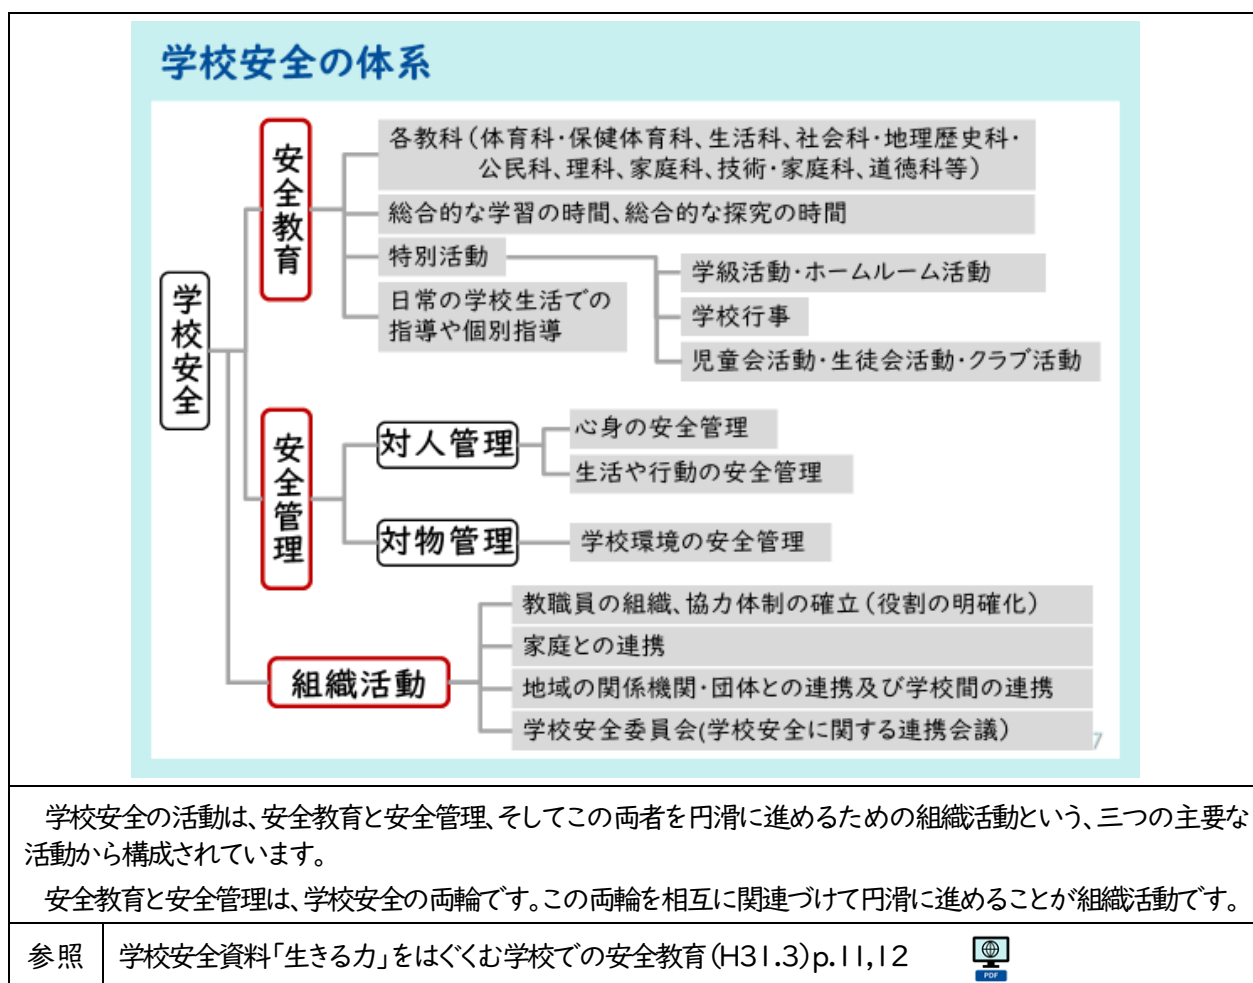 学校安全の体系
学校安全
安全教育
各教科(体育科・保健体育科、生活科、社会科・地理歴史科・
公民科、理科、家庭科、技術・家庭科、道徳科等)
総合的な学習の時間、総合的な探究の時間
特別活動
学級活動・ホームルーム活動
学校行事
児童会活動・生徒会活動・クラブ活動
日常の学校生活での
指導や個別指導
安全管理
対人管理
心身の安全管理
生活や行動の安全管理
対物管理
学校環境の安全管理
組織活動
教職員の組織、協力体制の確立(役割の明確化)
家庭との連携
地域の関係機関・団体との連携及び学校間の連携
学校安全委員会(学校安全に関する連携会議)
7
学校安全の活動は、安全教育と安全管理、そしてこの両者を円滑に進めるための組織活動という、三つの主要な
活動から構成されています。
安全教育と安全管理は、学校安全の両輪です。この両輪を相互に関連づけて円滑に進めることが組織活動です。
参照 学校安全資料「生きる力」をはぐくむ学校での安全教育(H31.3)p.11,12
PDF